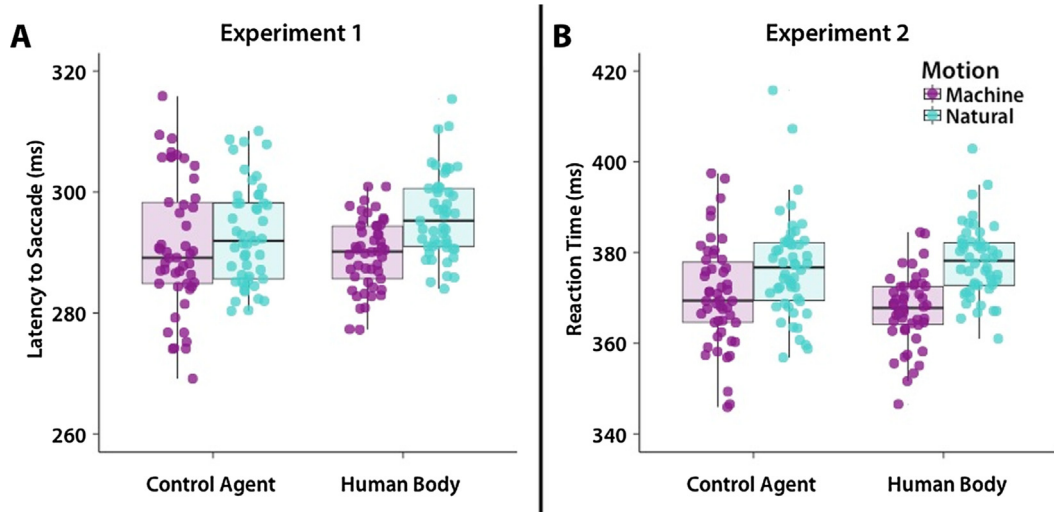 A
Experiment 1
Latency to Saccade (ms)
320
300
280
260
Control Agent
Human Body
B
Experiment 2
Reaction Time (ms)
420
400
380
360
340
Motion
Machine
Natural
Control Agent
Human Body